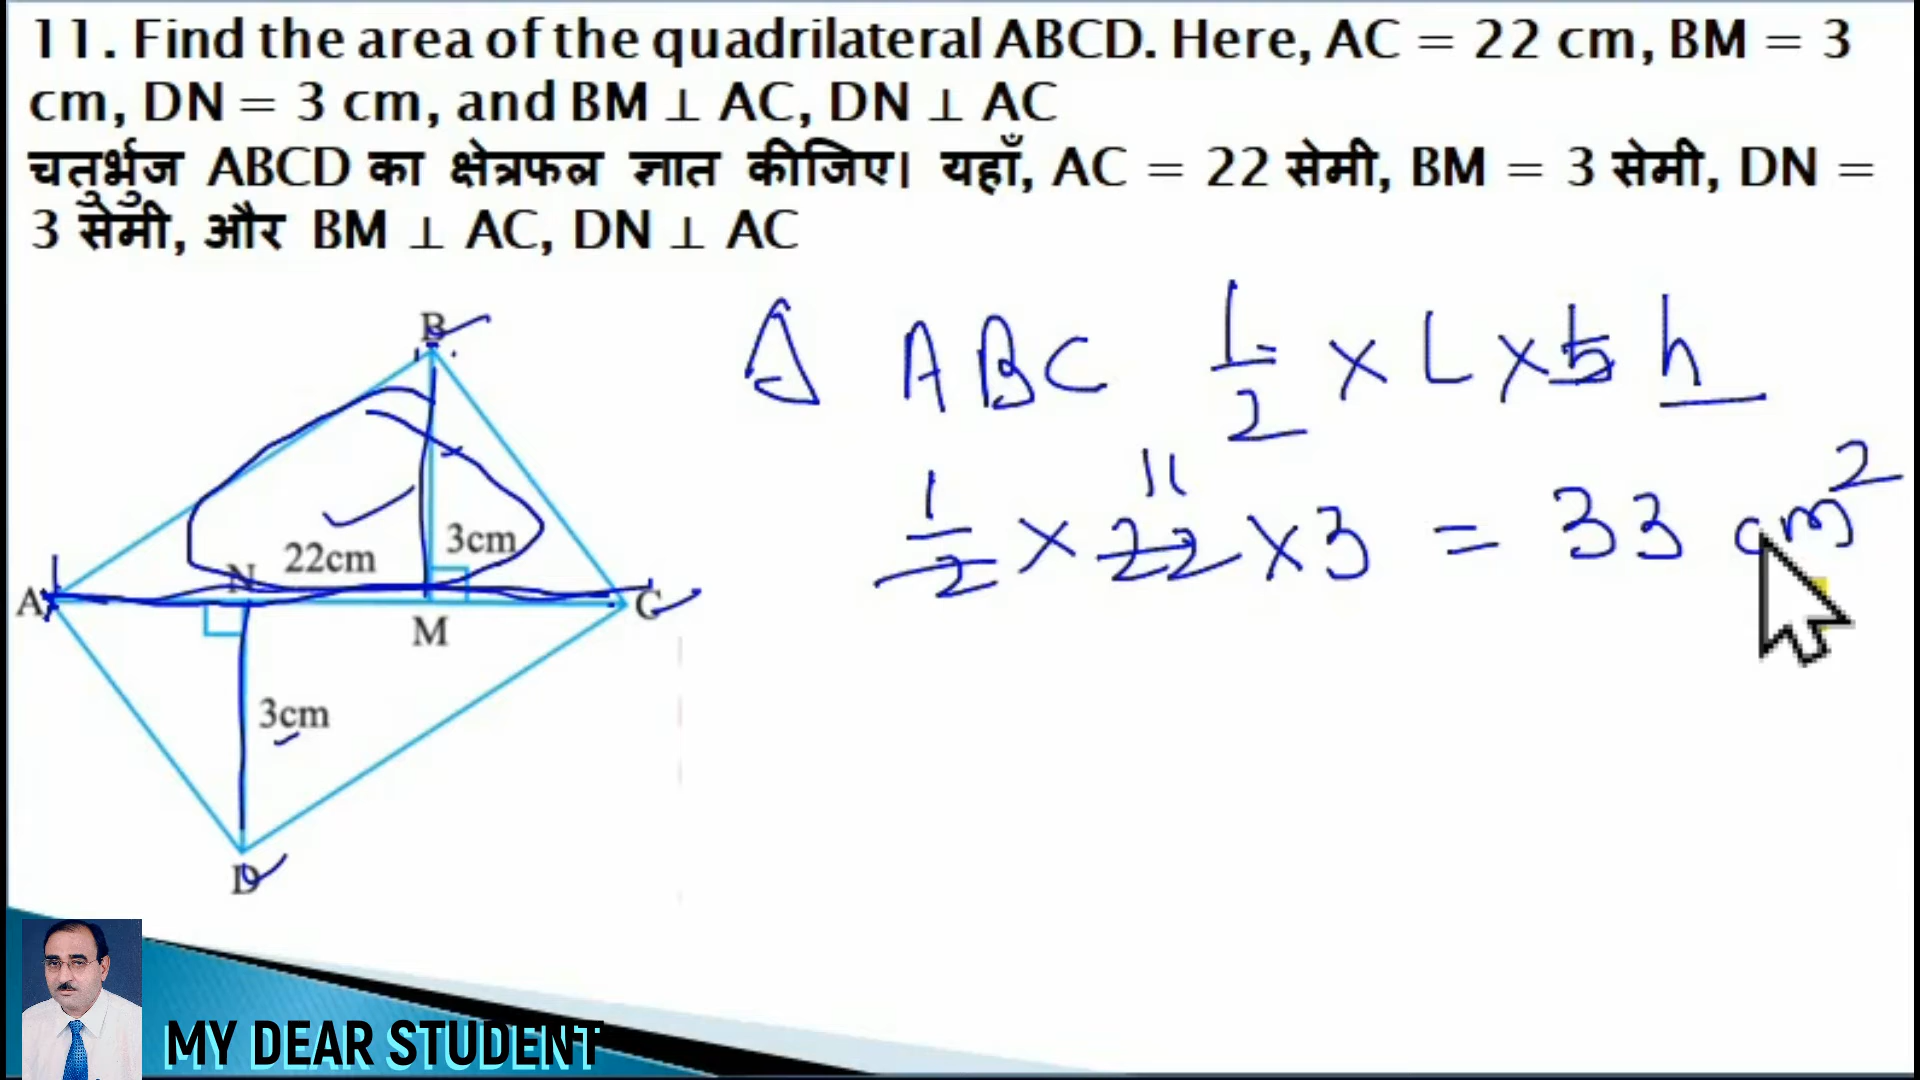 11. Find the area of the quadrilateral ABCD. Here, AC = 22 cm, BM = 3
cm, DN = 3 cm, and BM ⊥ AC, DN ⊥ AC
चतुर्भुज ABCD का क्षेत्रफल ज्ञात कीजिए। यहाँ, AC = 22 सेमी, BM = 3 सेमी, DN =
3 सेमी, और BM ⊥ AC, DN ⊥ AC
B
Δ ABC 1/2 × L × b h
1/2 × 22 × 3 = 33 cm²
11
22cm
3cm
N
A
C
M
3cm
D
MY DEAR STUDENT